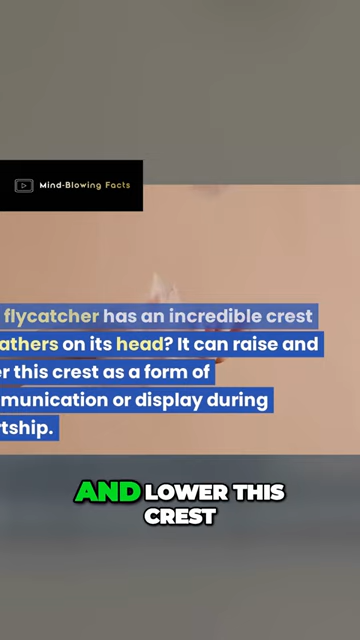 Mind-Blowing Facts
flycatcher has an incredible crest
athers on its head? It can raise and
r this crest as a form of
munication or display during
tship.
AND LOWER THIS
CREST